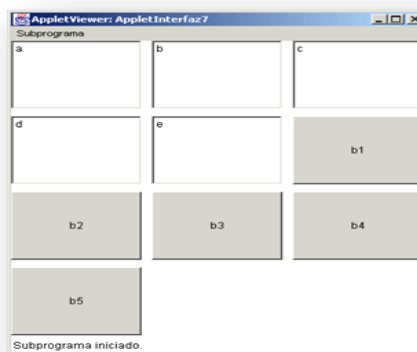 AppletViewer: AppletInterfaz7
Subprograma
a b c
d e b1
b2 b3 b4
b5
Subprograma iniciado.